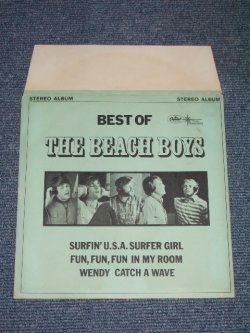 STEREO ALBUM STEREO ALBUM
BEST OF
Capitol
THE BEACH BOYS
SURFIN' U.S.A. SURFER GIRL
FUN, FUN, FUN IN MY ROOM
WENDY CATCH A WAVE